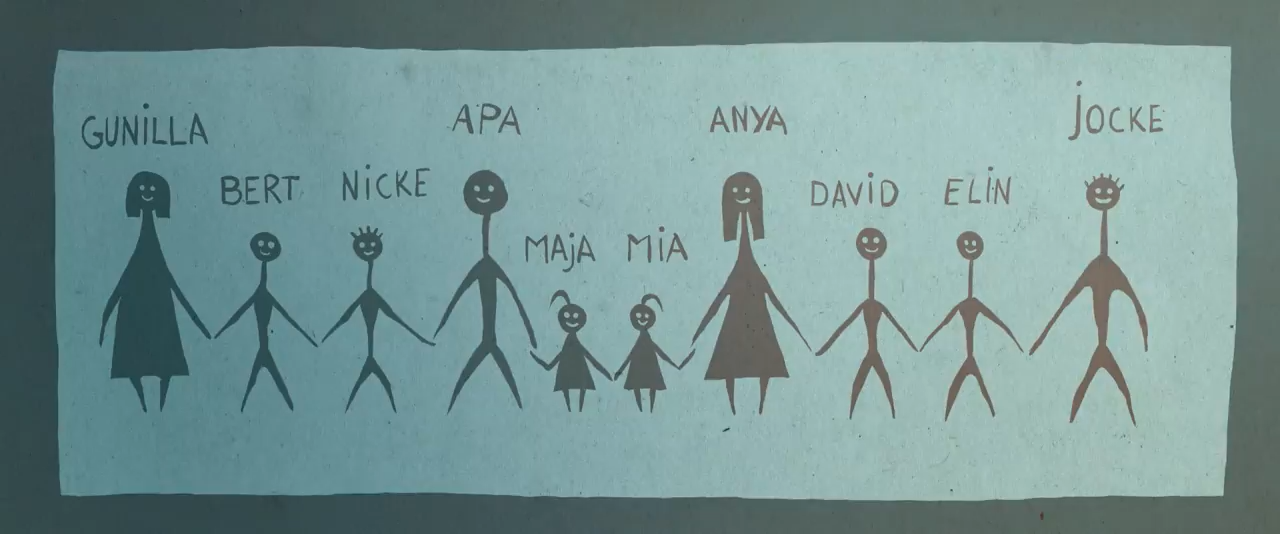 GUNiLLA
BERT
NiCKE
APA
MAjA
MiA
ANYA
DAViD
ELiN
jOCKE